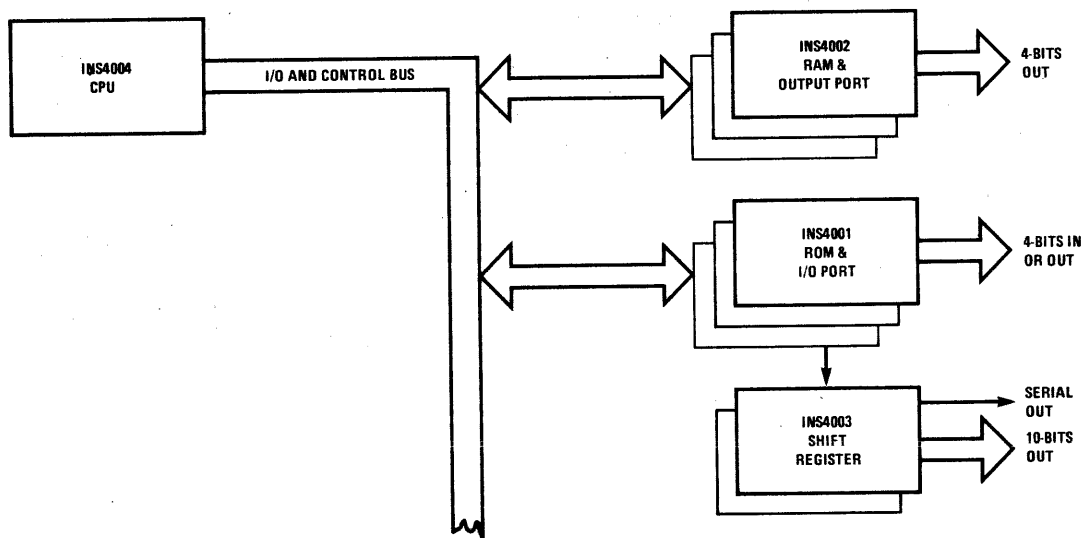 INS4004
CPU
I/O AND CONTROL BUS
INS4002
RAM &
OUTPUT PORT
4-BITS
OUT
INS4001
ROM &
I/O PORT
4-BITS IN
OR OUT
INS4003
SHIFT
REGISTER
SERIAL
OUT
10-BITS
OUT